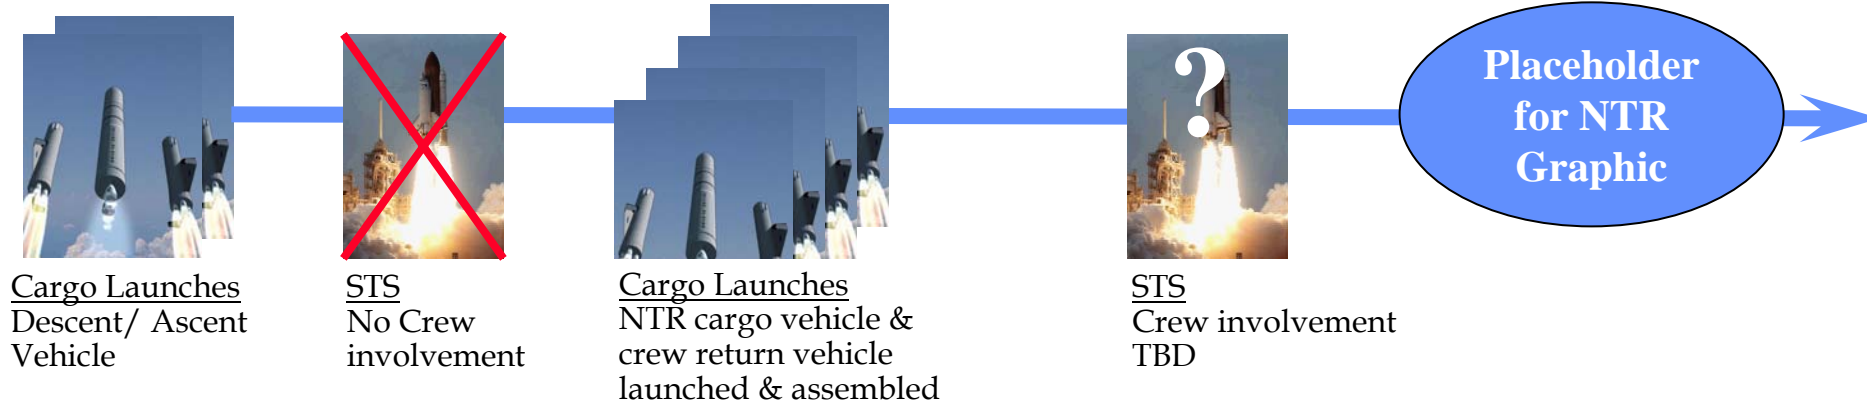 Cargo Launches
Descent/ Ascent
Vehicle
STS
No Crew
involvement
Cargo Launches
NTR cargo vehicle &
crew return vehicle
launched & assembled
?
STS
Crew involvement
TBD
Placeholder
for NTR
Graphic